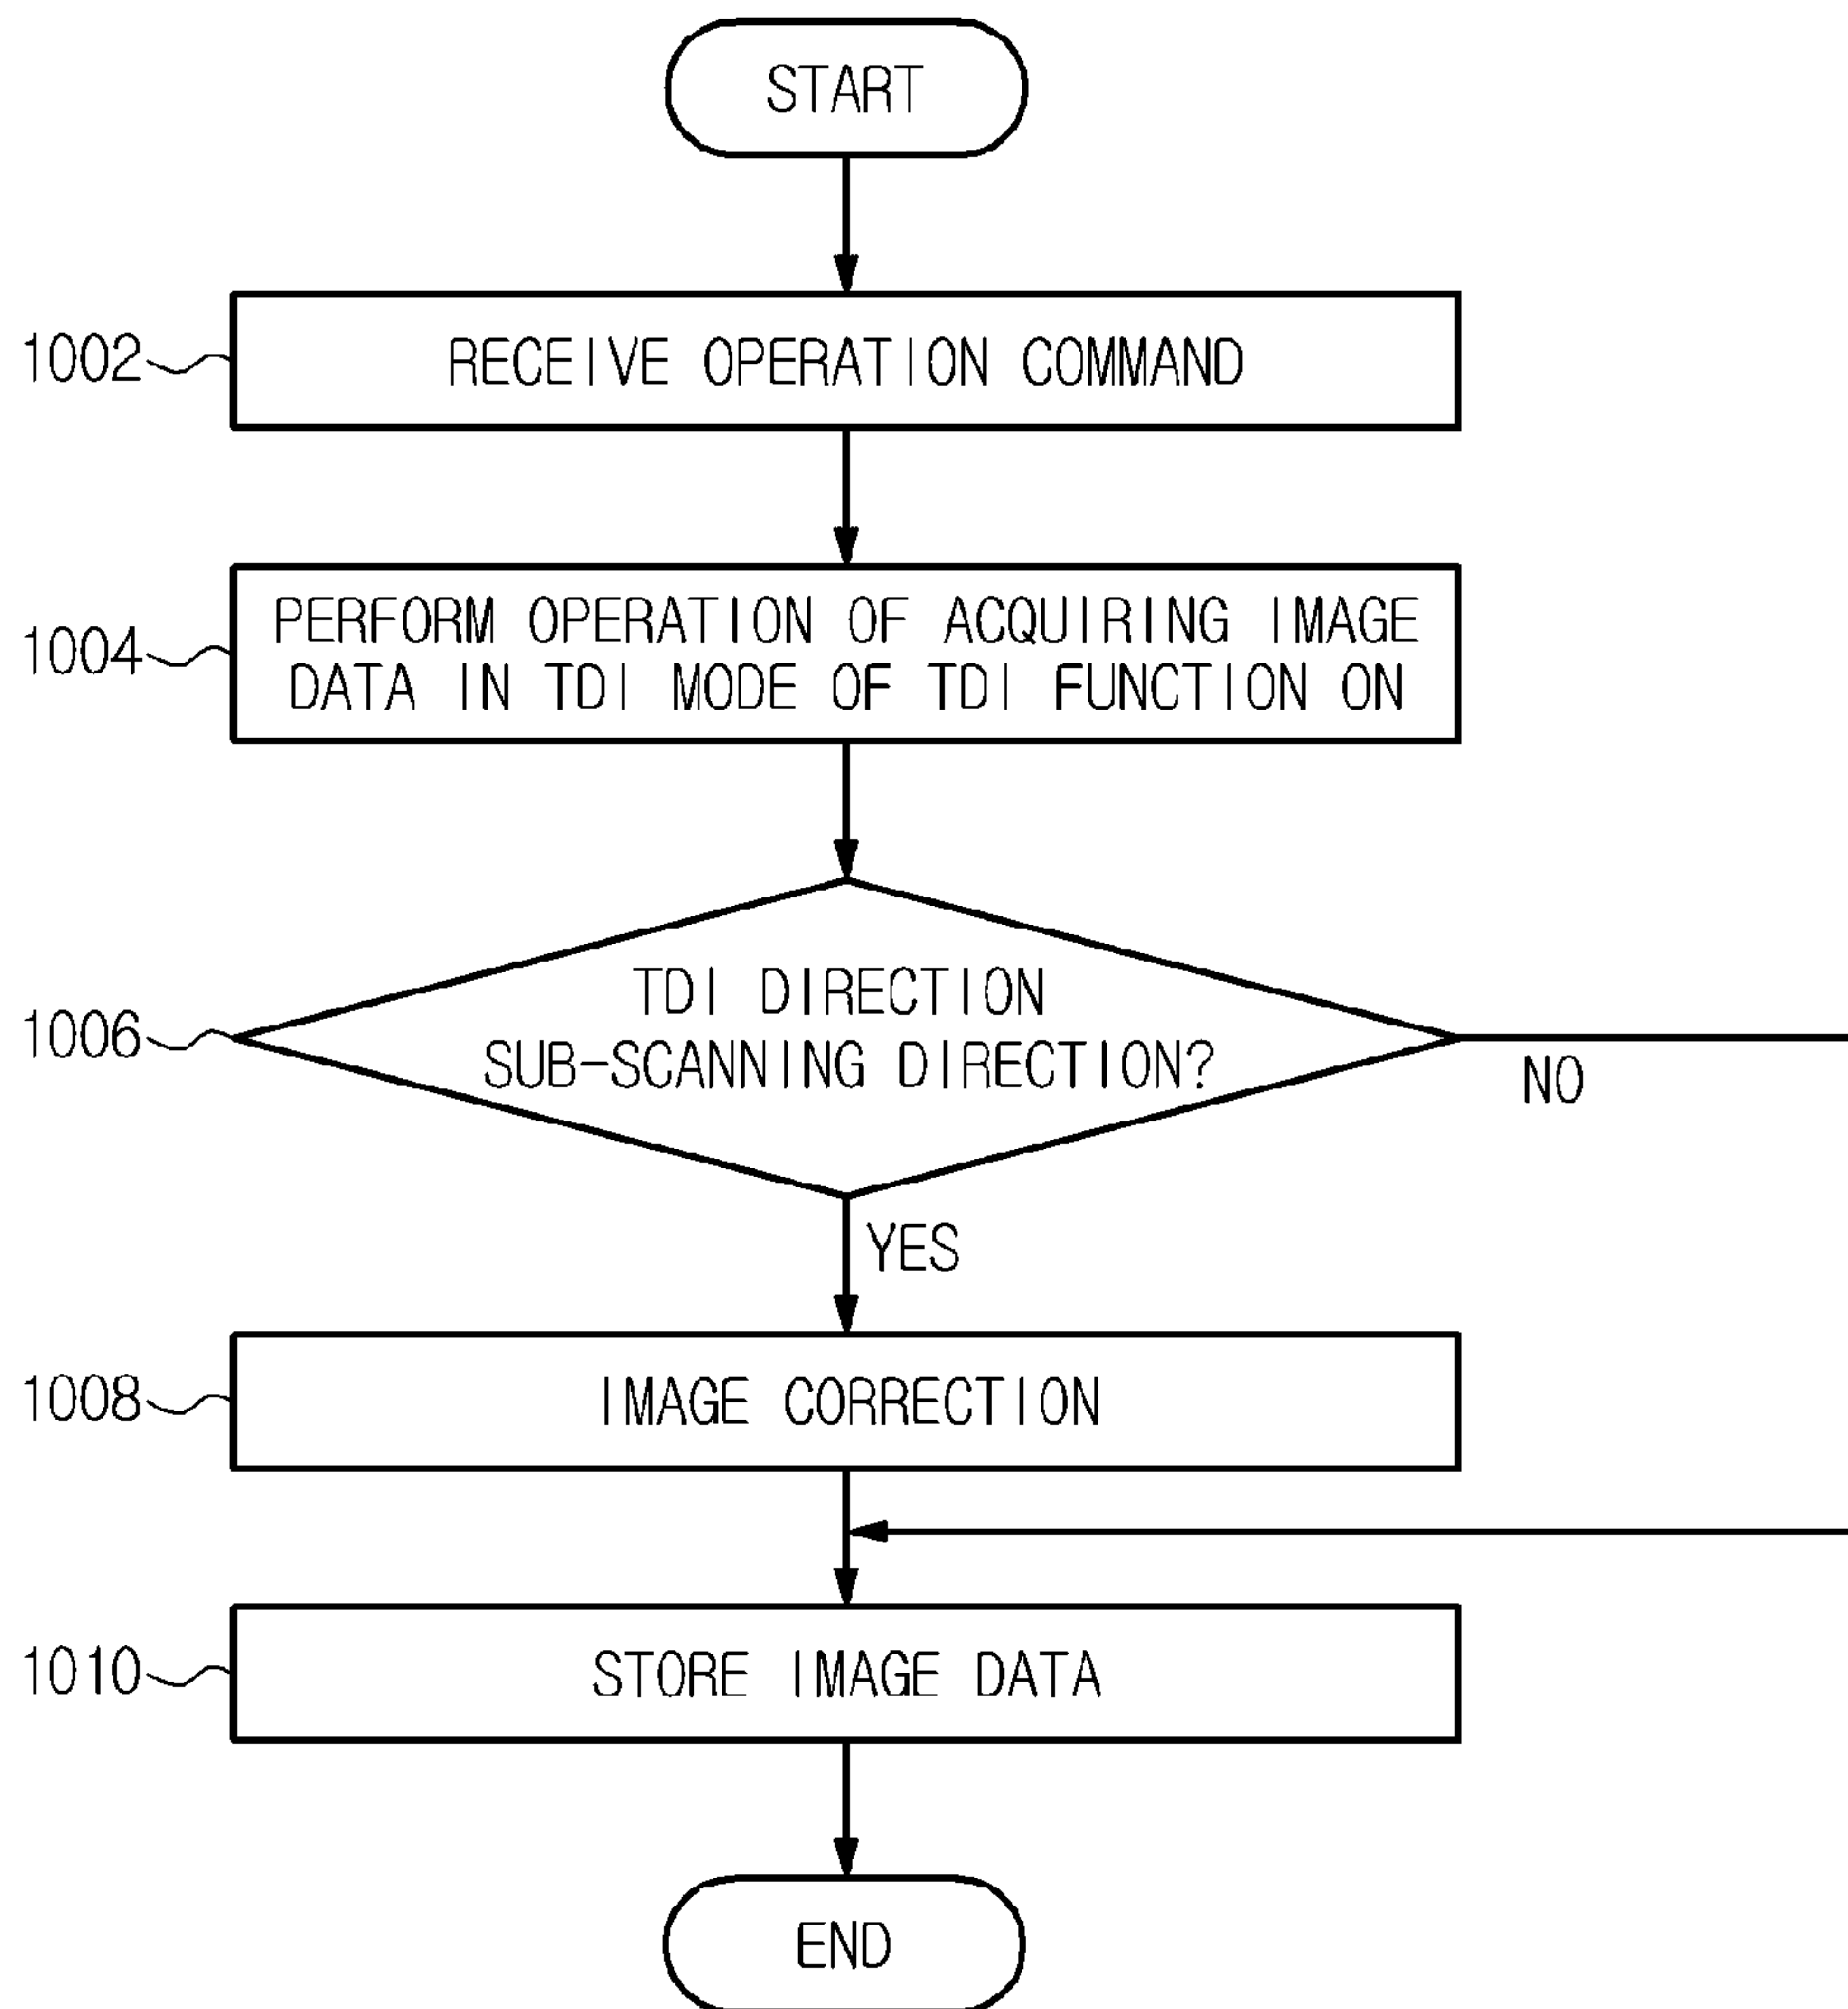 START
1002
RECEIVE OPERATION COMMAND
1004
PERFORM OPERATION OF ACQUIRING IMAGE
DATA IN TDI MODE OF TDI FUNCTION ON
1006
TDI DIRECTION
SUB-SCANNING DIRECTION?
NO
YES
1008
IMAGE CORRECTION
1010
STORE IMAGE DATA
END